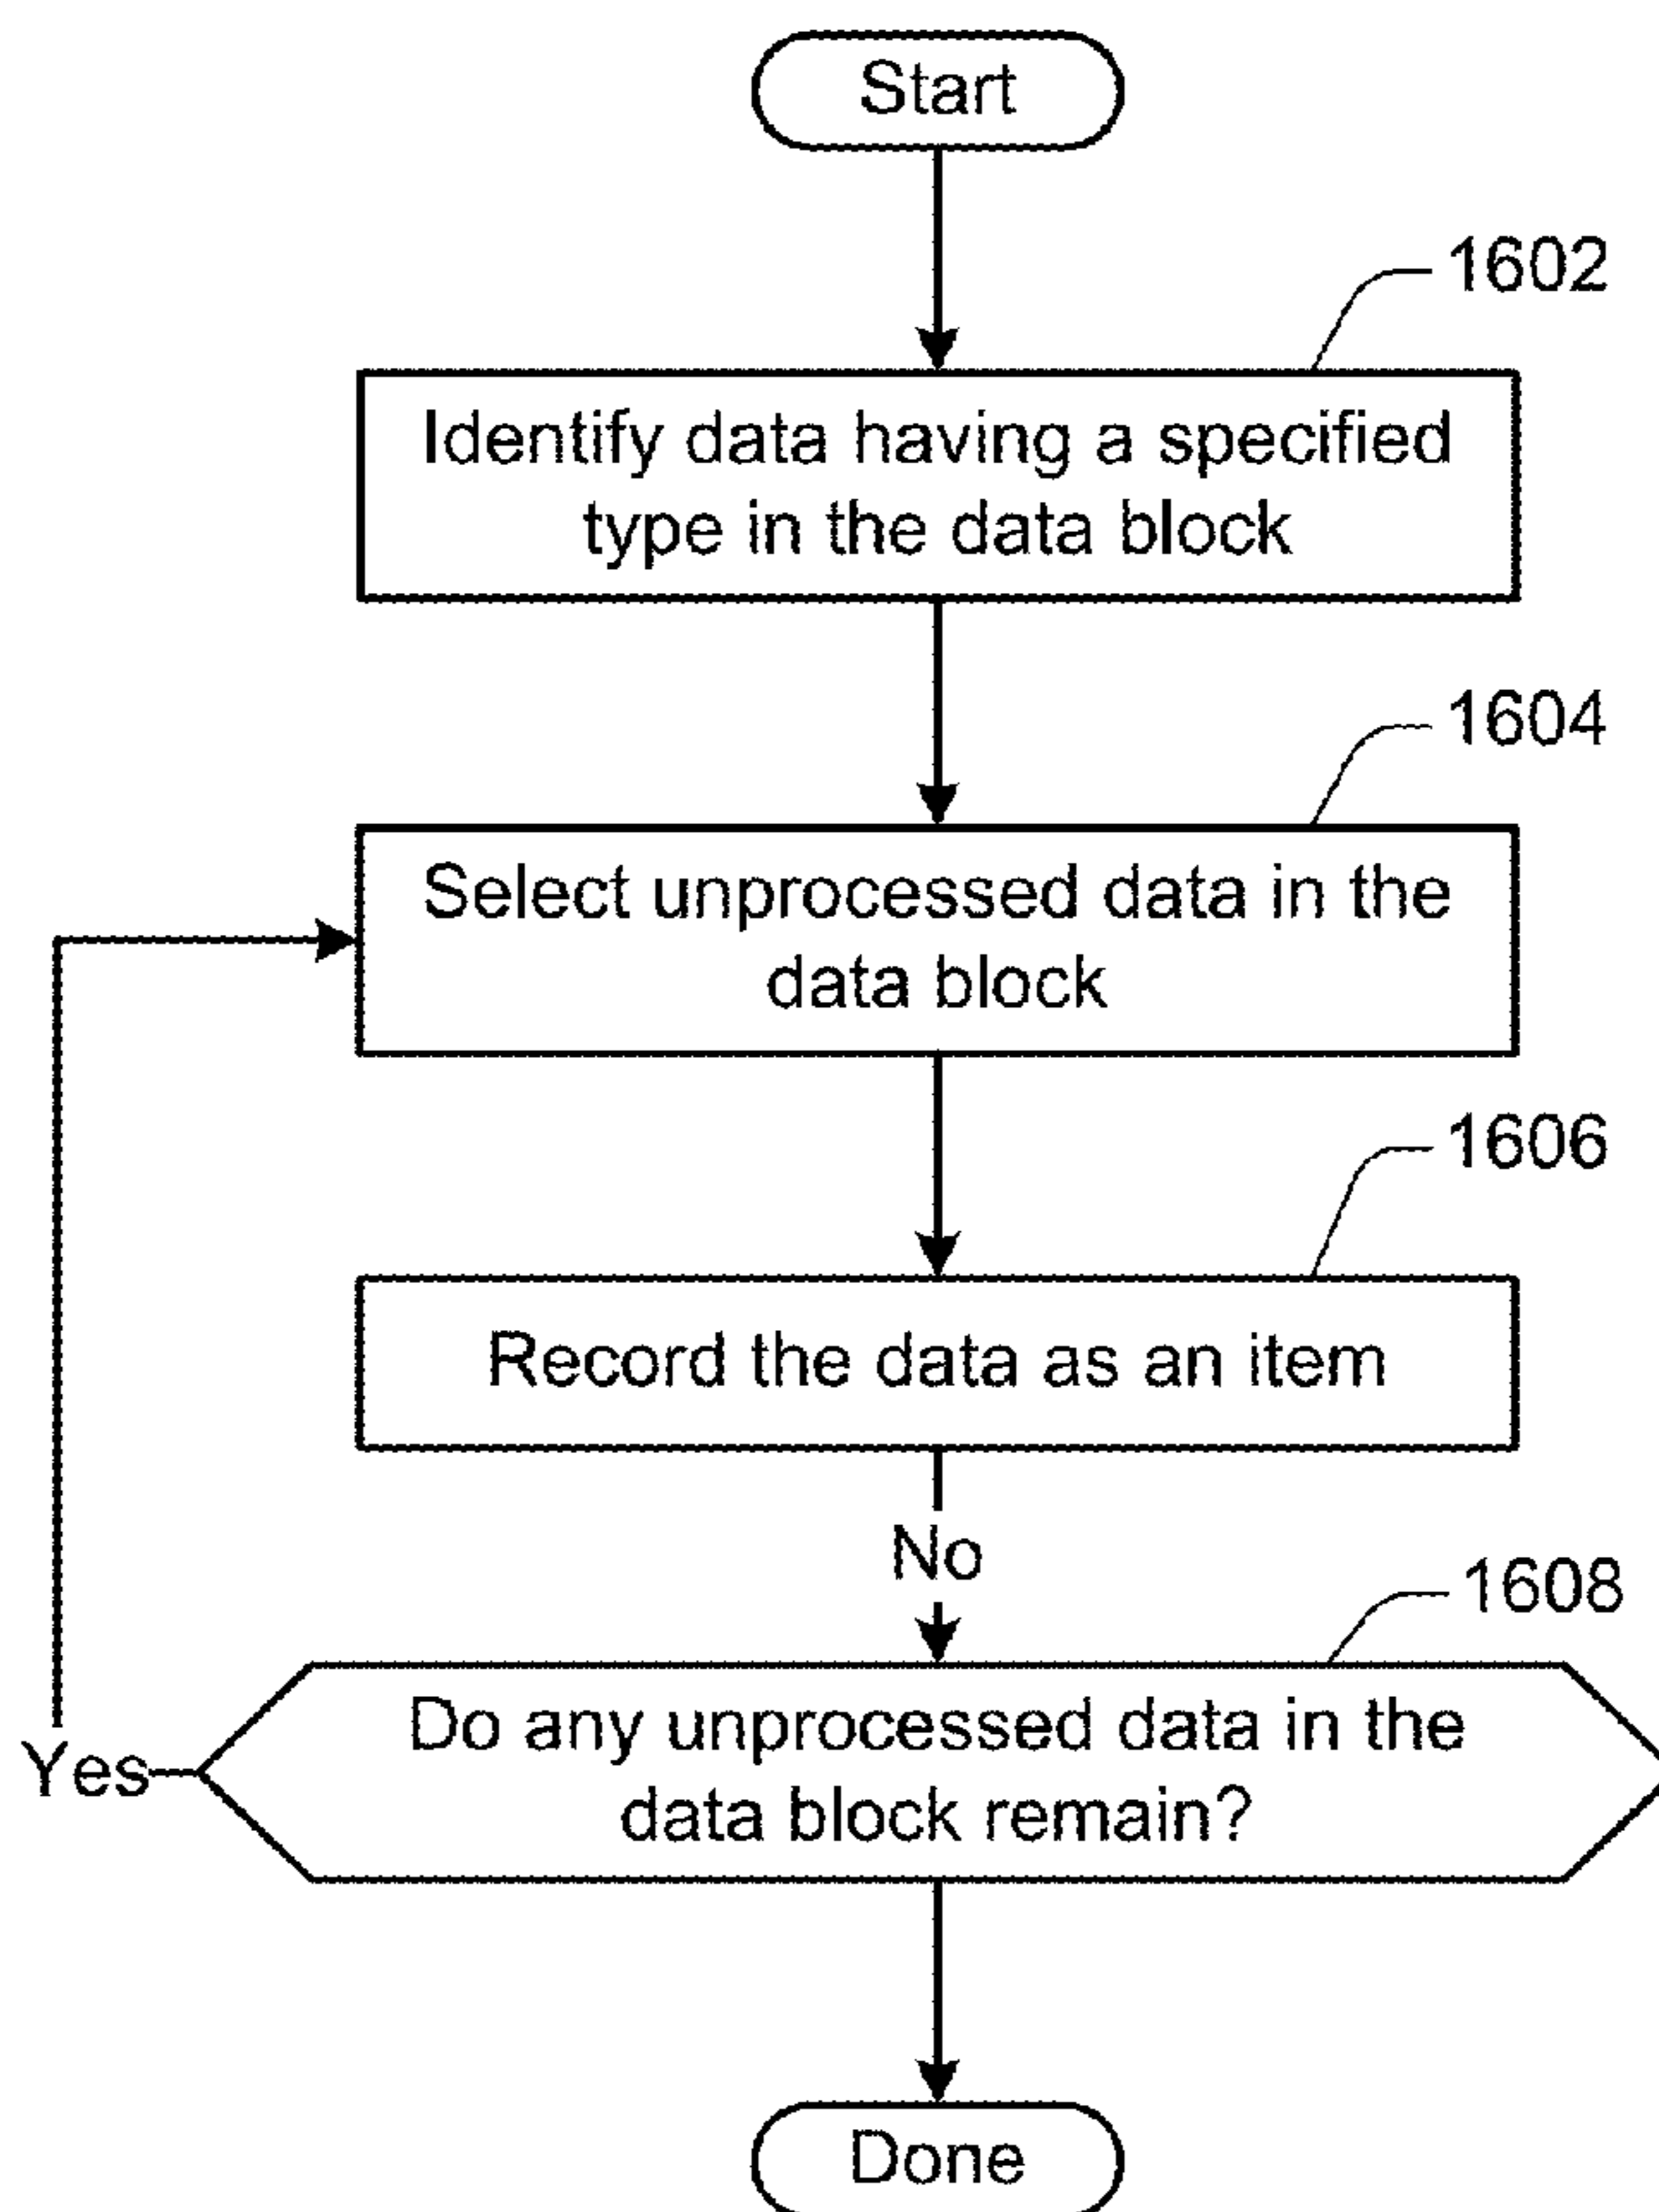 Start
1602
Identify data having a specified
type in the data block
1604
Select unprocessed data in the
data block
1606
Record the data as an item
No
1608
Do any unprocessed data in the
data block remain?
Yes
Done